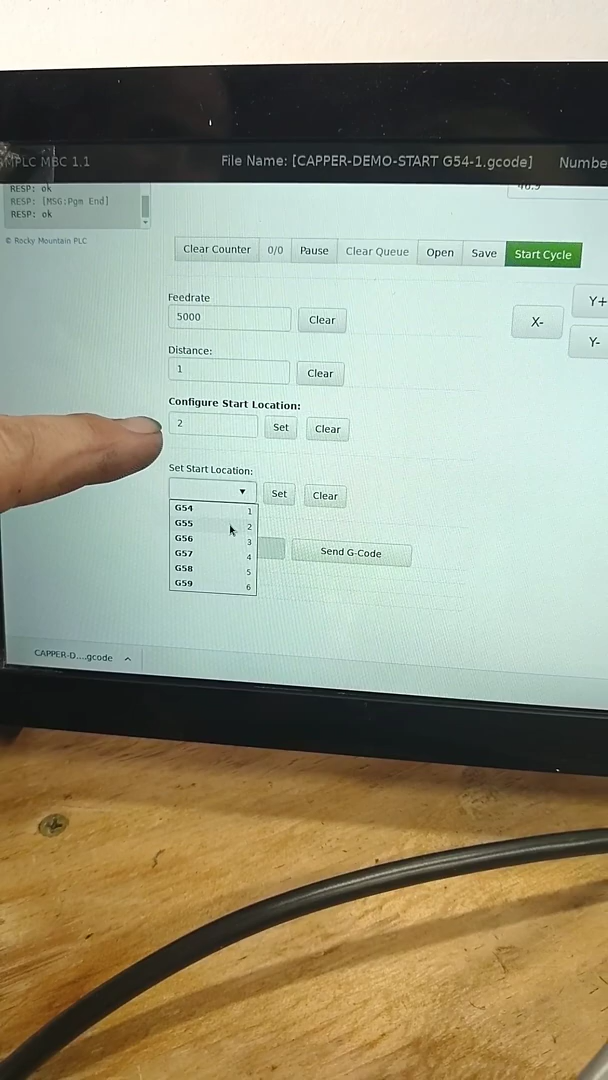 MPLC MBC 1.1
File Name: [CAPPER-DEMO-START G54-1.gcode]
Numbe
RESP: ok
RESP: [MSG:Pgm End]
RESP: ok
© Rocky Mountain PLC
Clear Counter
0/0
Pause
Clear Queue
Open
Save
Start Cycle
Feedrate
5000
Clear
Y+
X-
Y-
Distance:
1
Clear
Configure Start Location:
2
Set
Clear
Set Start Location:
Set
Clear
G54 1
G55 2
G56 3
G57 4
G58 5
G59 6
Send G-Code
CAPPER-D....gcode